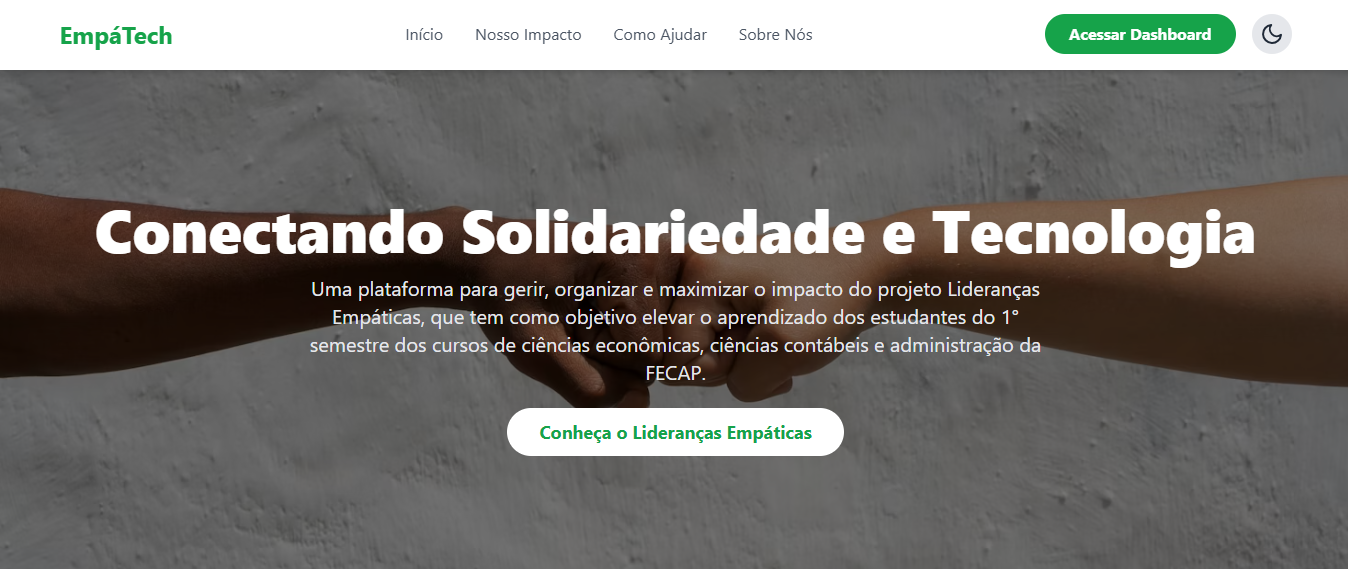 EmpáTech
Início
Nosso Impacto
Como Ajudar
Sobre Nós
Acessar Dashboard
Conectando Solidariedade e Tecnologia
Uma plataforma para gerir, organizar e maximizar o impacto do projeto Lideranças
Empáticas, que tem como objetivo elevar o aprendizado dos estudantes do 1°
semestre dos cursos de ciências econômicas, ciências contábeis e administração da
FECAP.
Conheça o Lideranças Empáticas